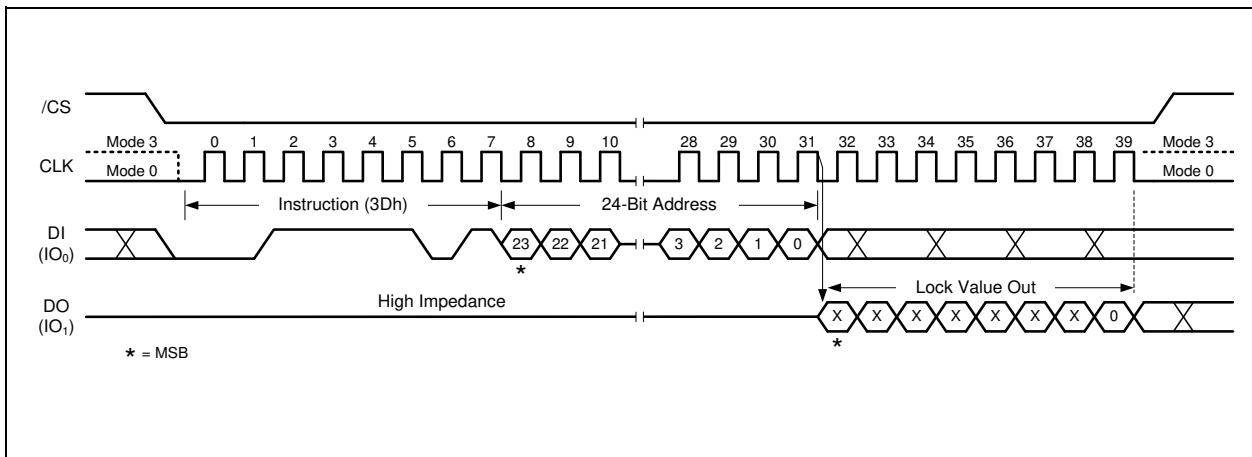 /CS
Mode 3 0 1 2 3 4 5 6 7 8 9 10 28 29 30 31 32 33 34 35 36 37 38 39 Mode 3
CLK Mode 0 Mode 0
Instruction (3Dh) 24-Bit Address
DI
(IO₀) 23 22 21 3 2 1 0
*
High Impedance Lock Value Out
DO
(IO₁) X X X X X X X 0
* = MSB *